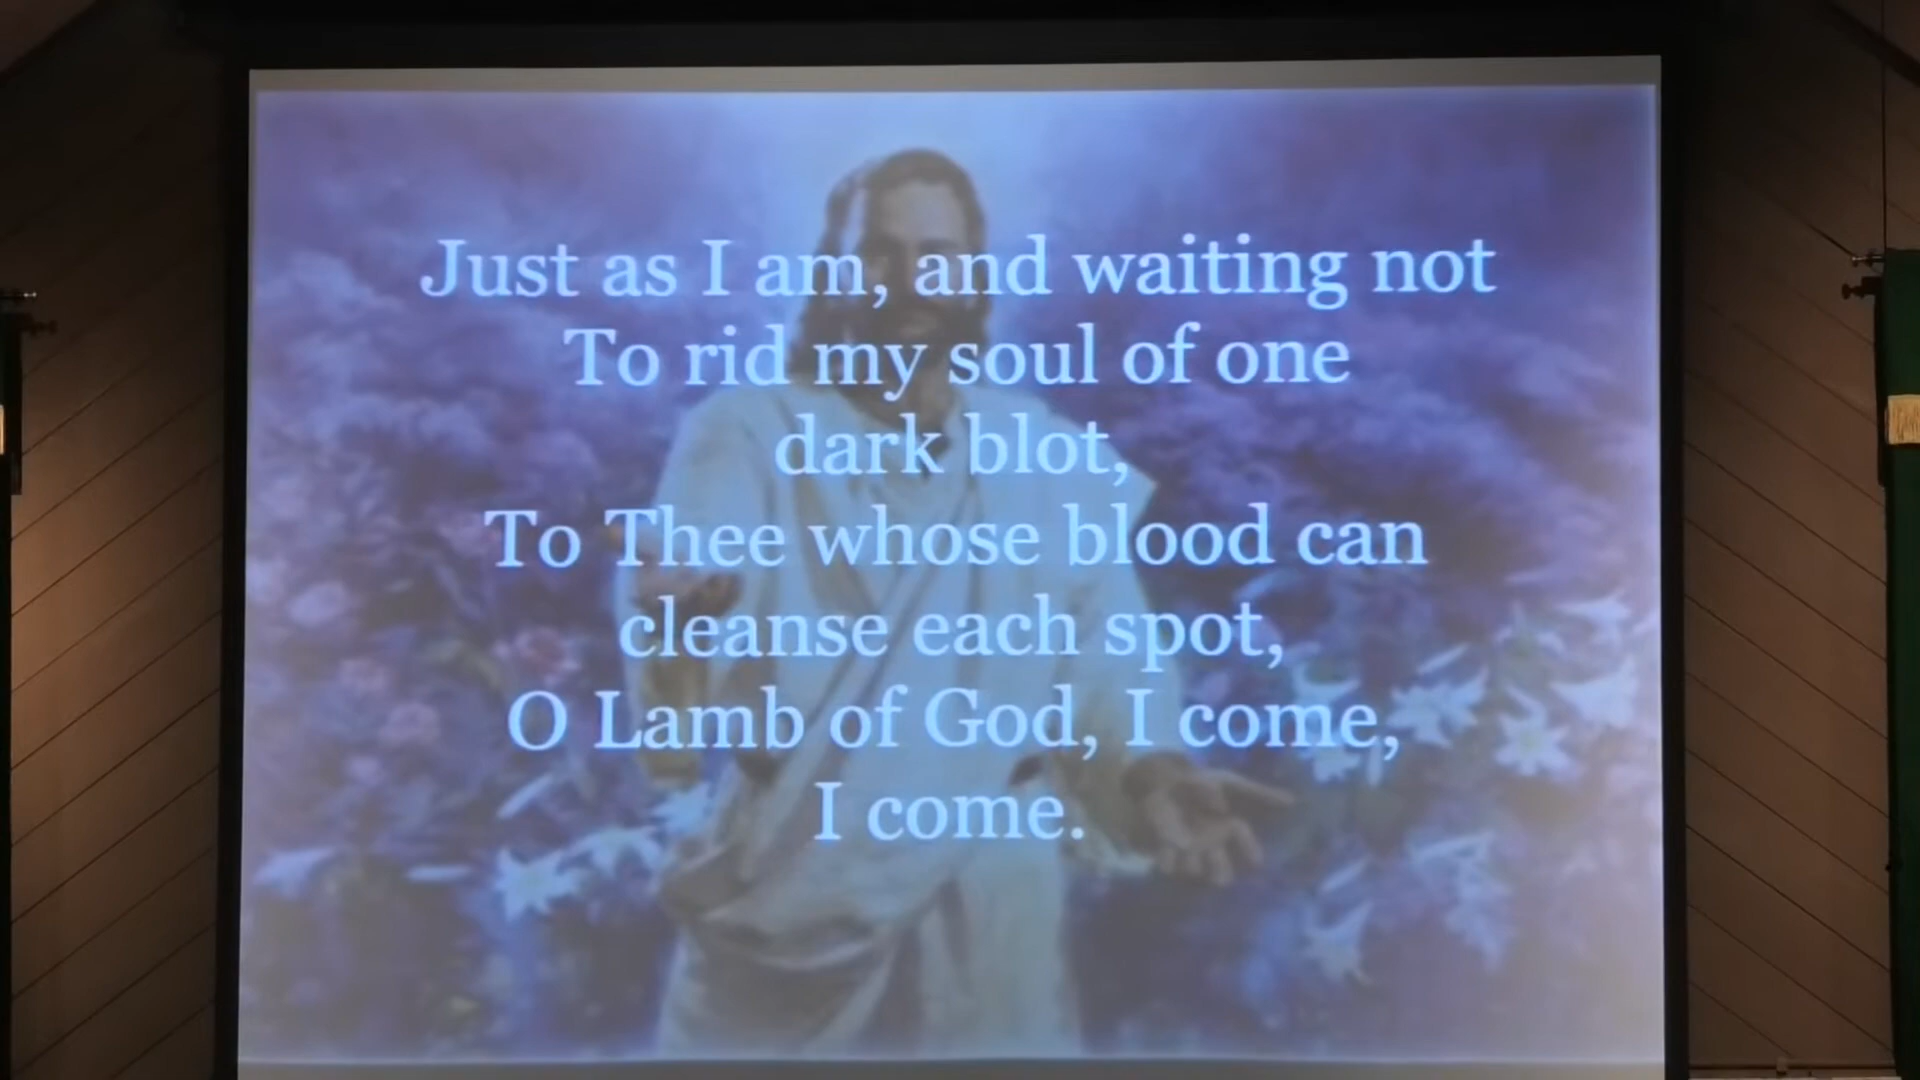 Just as I am, and waiting not
To rid my soul of one
dark blot,
To Thee whose blood can
cleanse each spot,
O Lamb of God, I come,
I come.